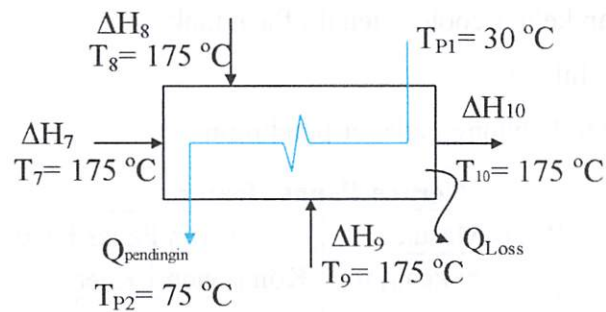 ΔH8
T8= 175 °C
TP1= 30 °C
ΔH7
T7= 175 °C
ΔH10
T10= 175 °C
Qpendingin
TP2= 75 °C
ΔH9
T9= 175 °C
QLoss